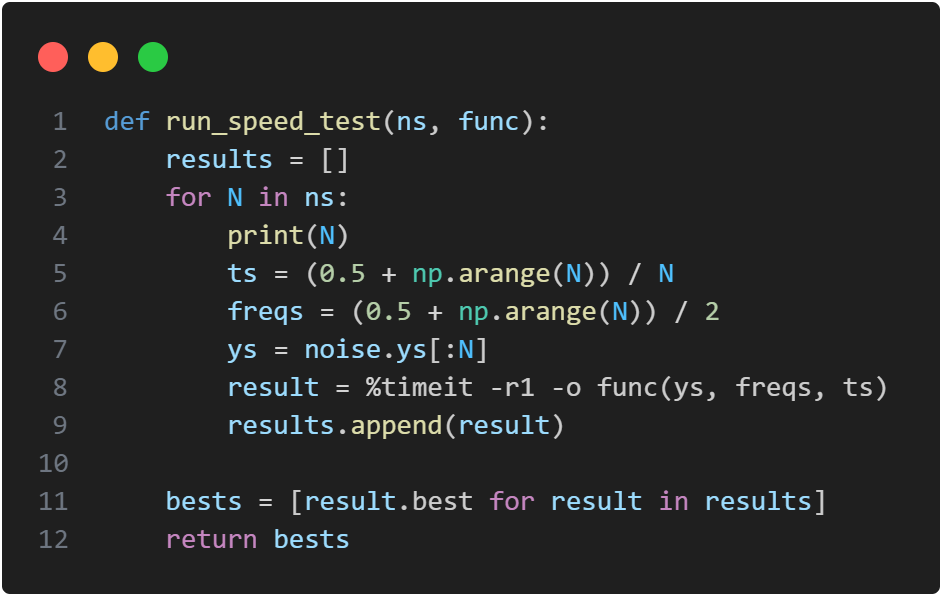 1 def run_speed_test(ns, func):
2     results = []
3     for N in ns:
4         print(N)
5         ts = (0.5 + np.arange(N)) / N
6         freqs = (0.5 + np.arange(N)) / 2
7         ys = noise.ys[:N]
8         result = %timeit -r1 -o func(ys, freqs, ts)
9         results.append(result)
10
11     bests = [result.best for result in results]
12     return bests